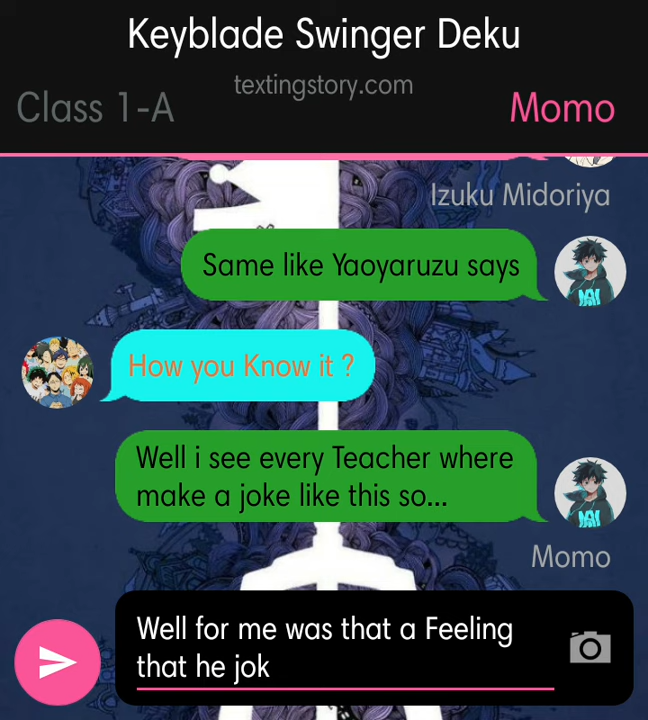 Keyblade Swinger Deku
textingstory.com
Class 1-A
Momo
Izuku Midoriya
Same like Yaoyaruzu says
How you Know it ?
Well i see every Teacher where
make a joke like this so...
Momo
Well for me was that a Feeling
that he jok